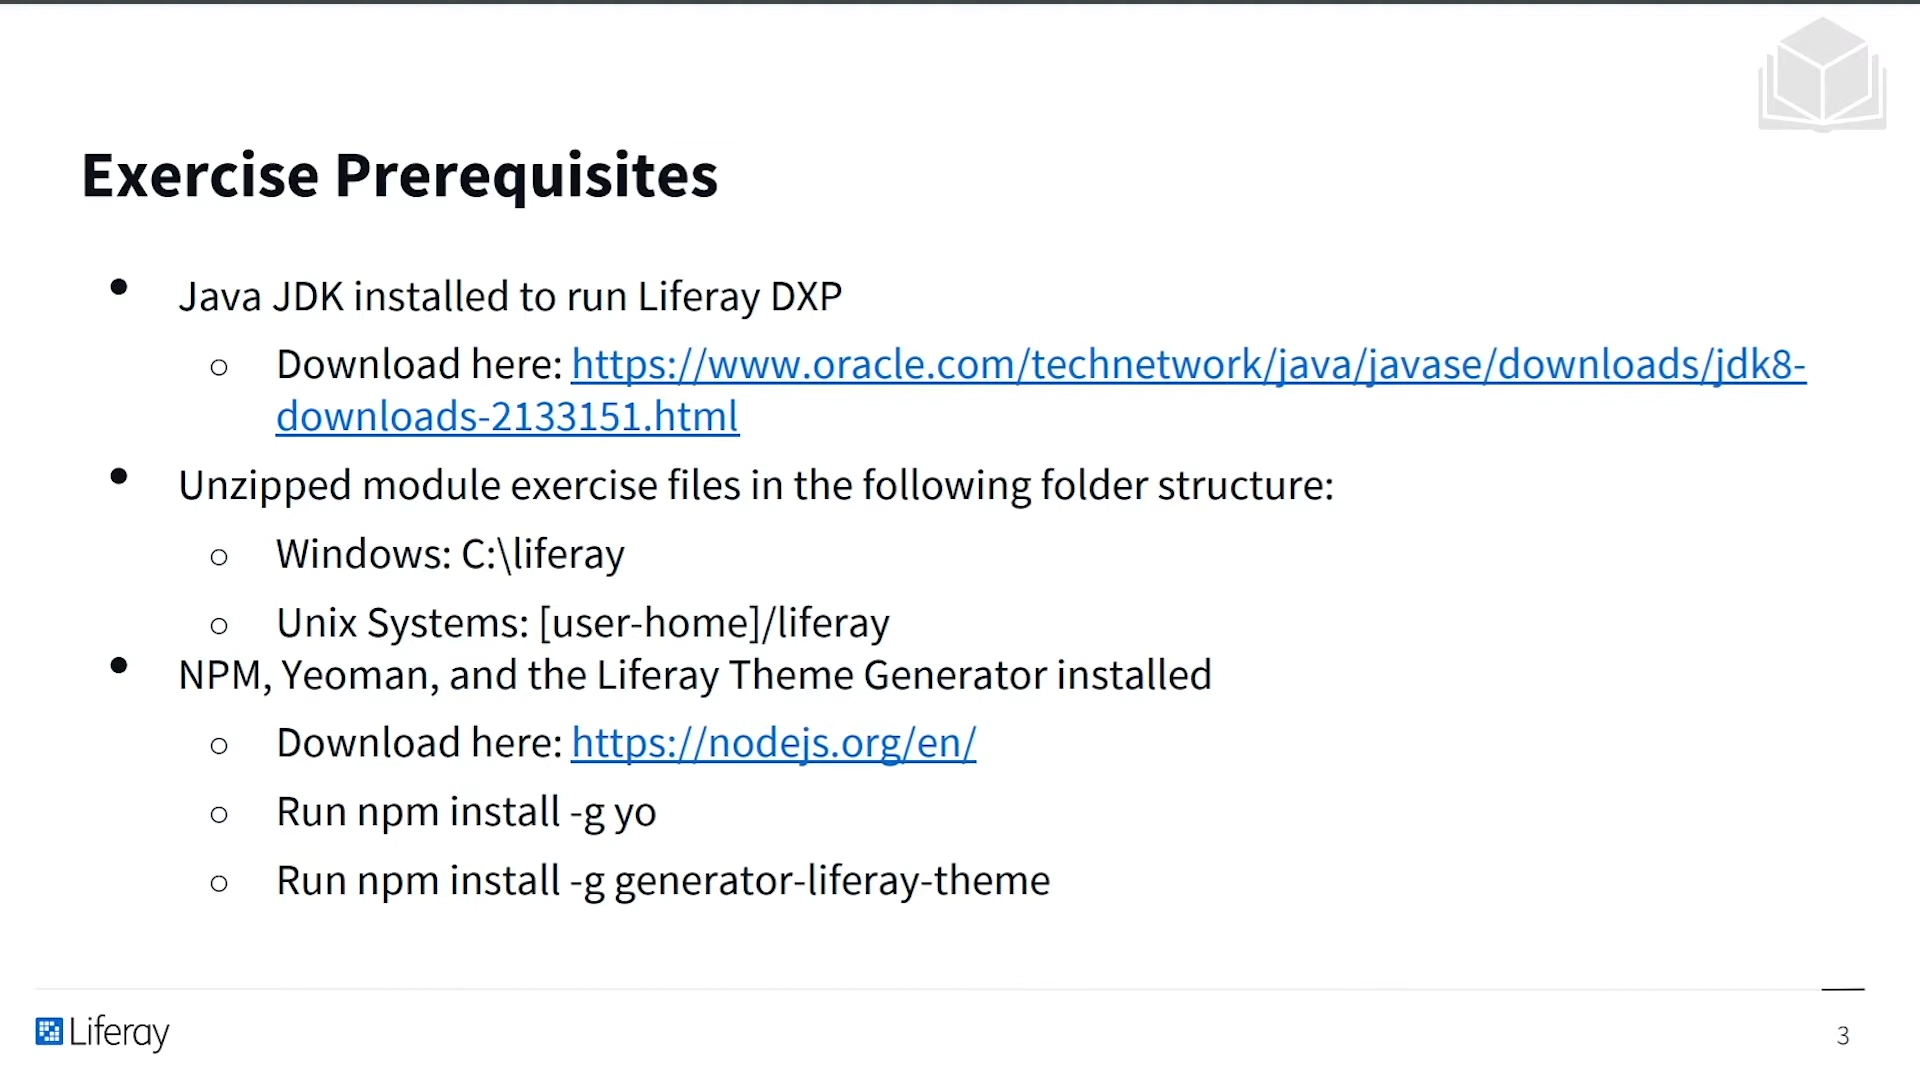 Exercise Prerequisites
• Java JDK installed to run Liferay DXP
○ Download here: https://www.oracle.com/technetwork/java/javase/downloads/jdk8-
downloads-2133151.html
• Unzipped module exercise files in the following folder structure:
○ Windows: C:\liferay
○ Unix Systems: [user-home]/liferay
• NPM, Yeoman, and the Liferay Theme Generator installed
○ Download here: https://nodejs.org/en/
○ Run npm install -g yo
○ Run npm install -g generator-liferay-theme
Liferay
3